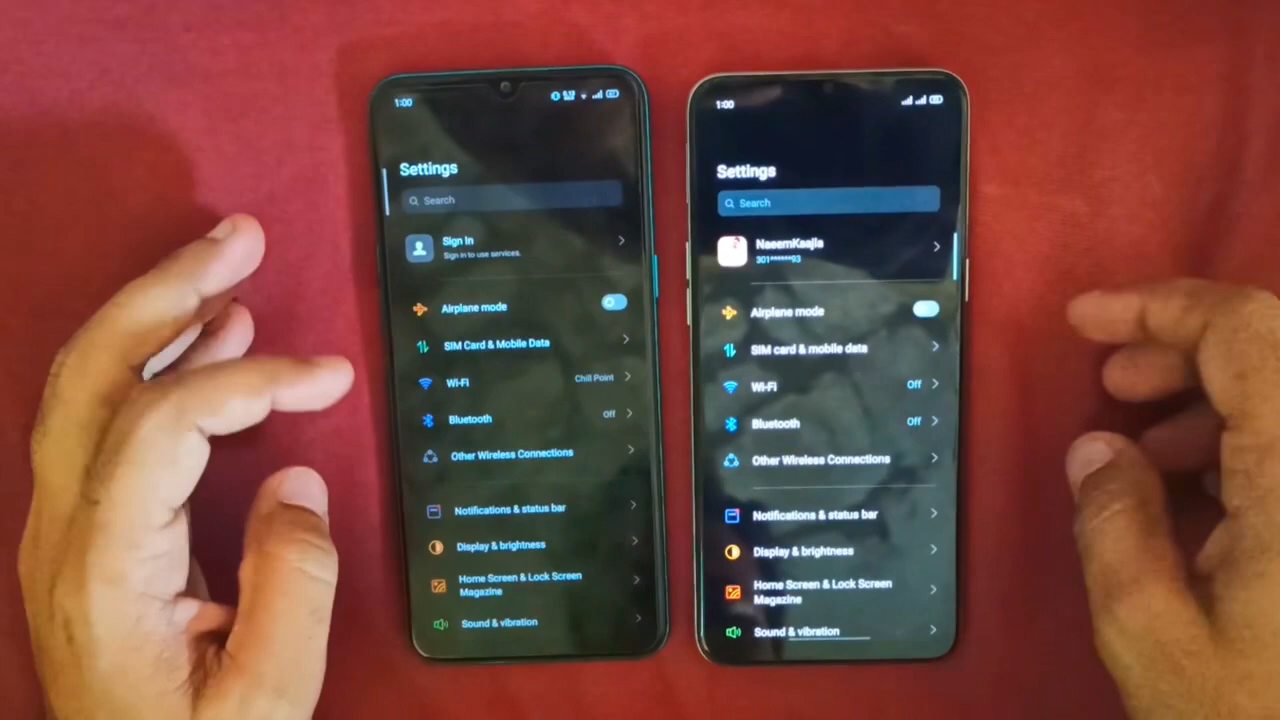 1:00
Settings
Search
Sign In
Sign in to use services.
Airplane mode
SIM Card & Mobile Data
Wi-Fi
Chill Point
Bluetooth
Off
Other Wireless Connections
Notifications & status bar
Display & brightness
Home Screen & Lock Screen
Magazine
Sound & vibration
1:00
Settings
Search
NaeemKaajla
301******93
Airplane mode
SIM card & mobile data
Wi-Fi
Off
Bluetooth
Off
Other Wireless Connections
Notifications & status bar
Display & brightness
Home Screen & Lock Screen
Magazine
Sound & vibration